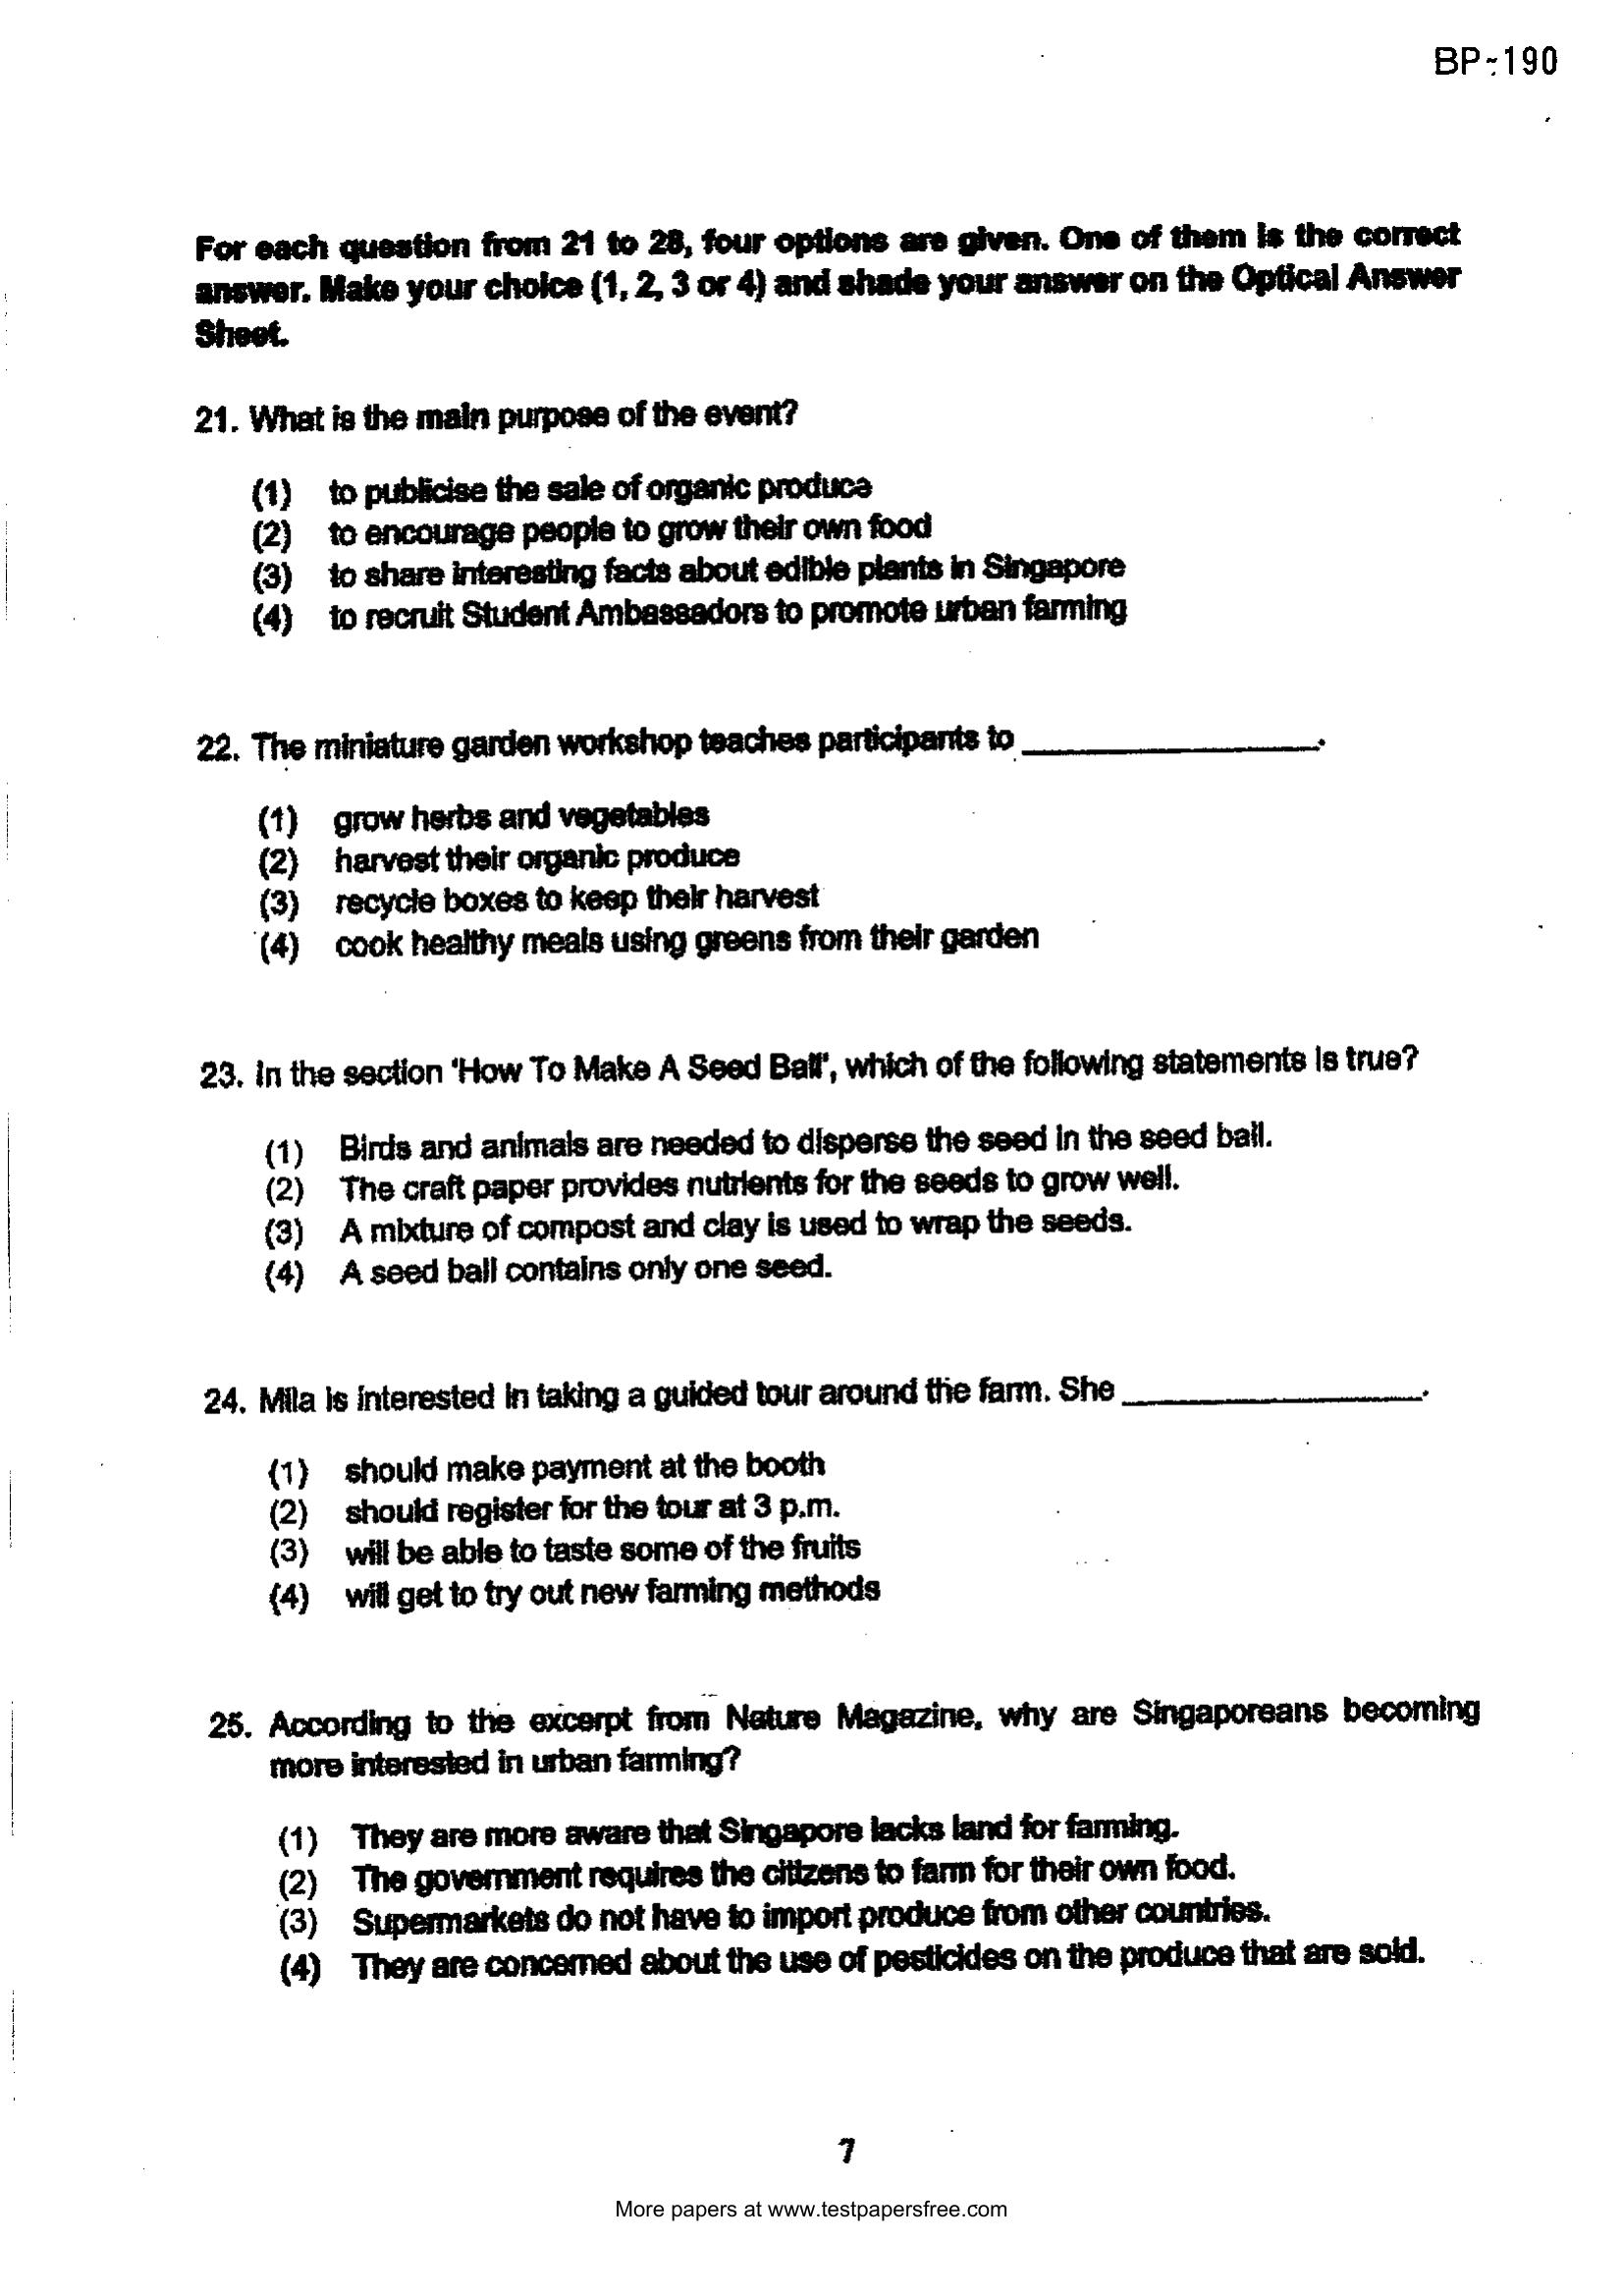 BP-190
For each question from 21 to 28, four options are given. One of them is the correct
answer. Make your choice (1, 2, 3 or 4) and shade your answer on the Optical Answer
Sheet.
21. What is the main purpose of the event?
(1) to publicise the sale of organic produce
(2) to encourage people to grow their own food
(3) to share interesting facts about edible plants in Singapore
(4) to recruit Student Ambassadors to promote urban farming
22. The miniature garden workshop teaches participants to ____________.
(1) grow herbs and vegetables
(2) harvest their organic produce
(3) recycle boxes to keep their harvest
(4) cook healthy meals using greens from their garden
23. In the section 'How To Make A Seed Ball', which of the following statements is true?
(1) Birds and animals are needed to disperse the seed in the seed ball.
(2) The craft paper provides nutrients for the seeds to grow well.
(3) A mixture of compost and clay is used to wrap the seeds.
(4) A seed ball contains only one seed.
24. Mila is interested in taking a guided tour around the farm. She ____________.
(1) should make payment at the booth
(2) should register for the tour at 3 p.m.
(3) will be able to taste some of the fruits
(4) will get to try out new farming methods
25. According to the excerpt from Nature Magazine, why are Singaporeans becoming
more interested in urban farming?
(1) They are more aware that Singapore lacks land for farming.
(2) The government requires the citizens to farm for their own food.
(3) Supermarkets do not have to import produce from other countries.
(4) They are concerned about the use of pesticides on the produce that are sold.
7
More papers at www.testpapersfree.com